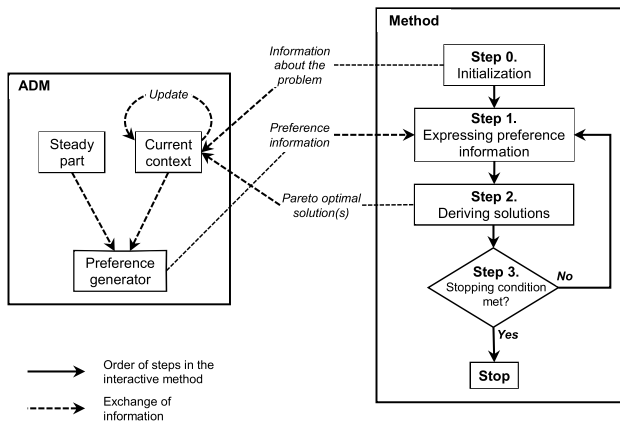 ADM
Update
Steady
part
Current
context
Preference
generator
Information
about the
problem
Preference
information
Pareto optimal
solution(s)
Method
Step 0.
Initialization
Step 1.
Expressing preference
information
Step 2.
Deriving solutions
Step 3.
Stopping condition
met?
No
Yes
Stop
Order of steps in the
interactive method
Exchange of
information